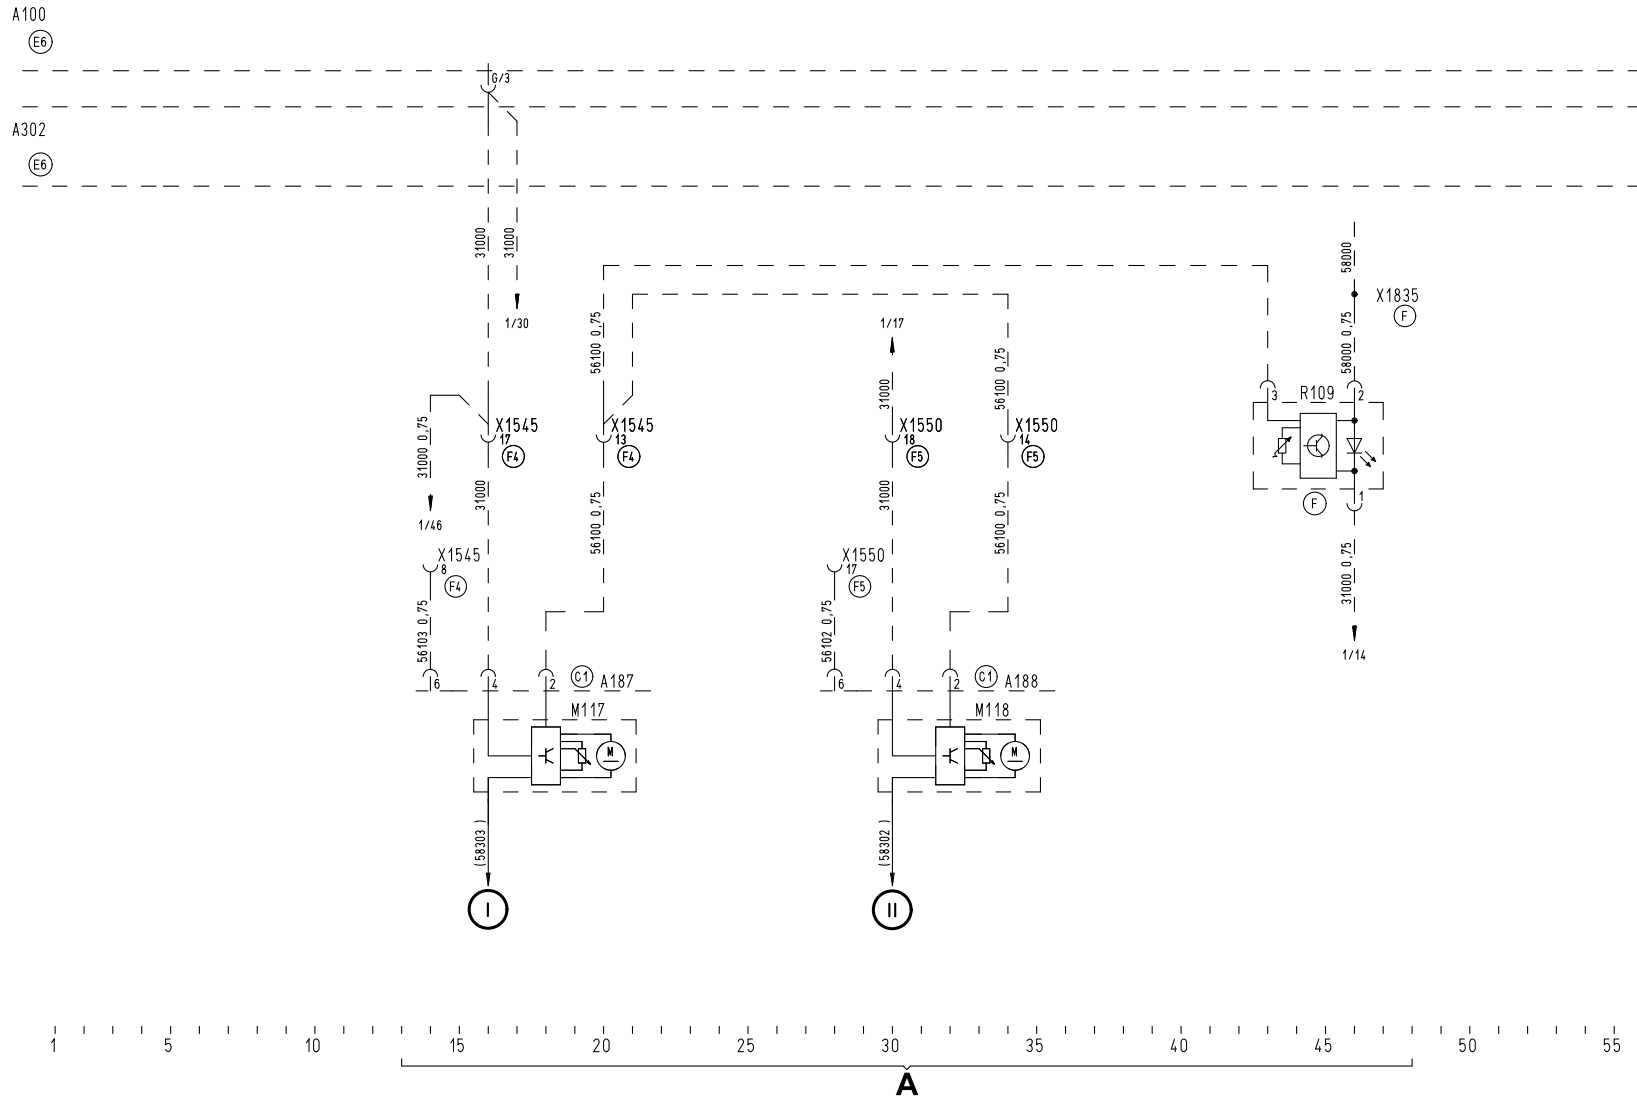 A100
E6
G/3
A302
E6
31000
31000
58000
X1835
F
1/30
1/17
56100 0,75
56100 0,75
58000 0,75
31000
3
R109
2
31000 0,75
X1545
17
F4
X1545
13
F4
X1550
18
F5
X1550
14
F5
31000
56100 0,75
31000
56100 0,75
1
F
1/46
X1545
8
F4
X1550
17
F5
31000 0,75
56103 0,75
56102 0,75
1/14
6
4
2
C1
A187
6
4
2
C1
A188
M117
M118
M
M
(58303 )
(58302 )
I
II
1 5 10 15 20 25 30 35 40 45 50 55
A